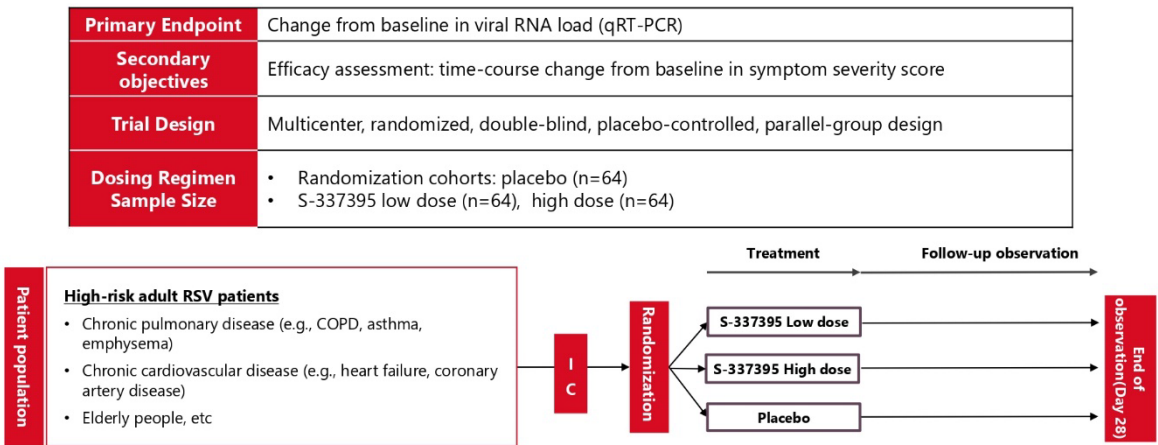 Primary Endpoint
Change from baseline in viral RNA load (qRT-PCR)
Secondary
objectives
Efficacy assessment: time-course change from baseline in symptom severity score
Trial Design
Multicenter, randomized, double-blind, placebo-controlled, parallel-group design
Dosing Regimen
Sample Size
• Randomization cohorts: placebo (n=64)
• S-337395 low dose (n=64), high dose (n=64)
Patient population
High-risk adult RSV patients
• Chronic pulmonary disease (e.g., COPD, asthma,
emphysema)
• Chronic cardiovascular disease (e.g., heart failure, coronary
artery disease)
• Elderly people, etc
I
C
Randomization
Treatment
Follow-up observation
S-337395 Low dose
S-337395 High dose
Placebo
End of
observation(Day 28)